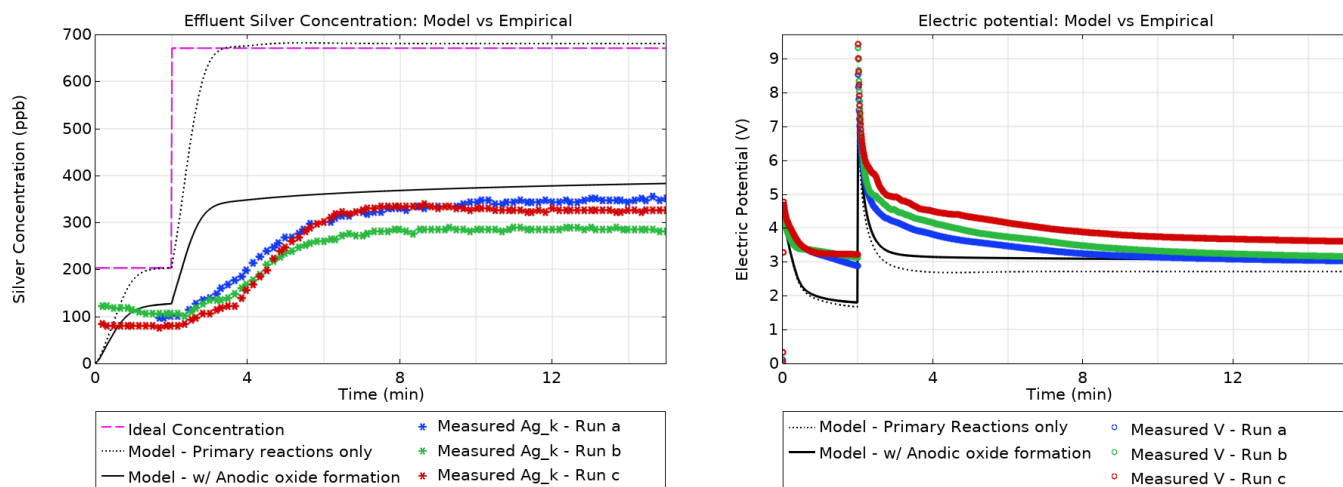 Effluent Silver Concentration: Model vs Empirical
700
600
500
400
300
200
100
0
Silver Concentration (ppb)
0 4 8 12
Time (min)
Ideal Concentration
Model - Primary reactions only
Model - w/ Anodic oxide formation
Measured Ag_k - Run a
Measured Ag_k - Run b
Measured Ag_k - Run c
Electric potential: Model vs Empirical
9
8
7
6
5
4
3
2
1
0
Electric Potential (V)
0 4 8 12
Time (min)
Model - Primary Reactions only
Model - w/ Anodic oxide formation
Measured V - Run a
Measured V - Run b
Measured V - Run c